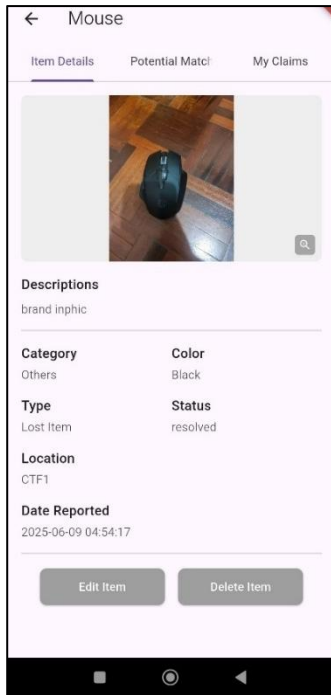 Mouse
Item Details Potential Matcl My Claims
Descriptions
brand inphic
Category Color
Others Black
Type Status
Lost Item resolved
Location
CTF1
Date Reported
2025-06-09 04:54:17
Edit Item Delete Item